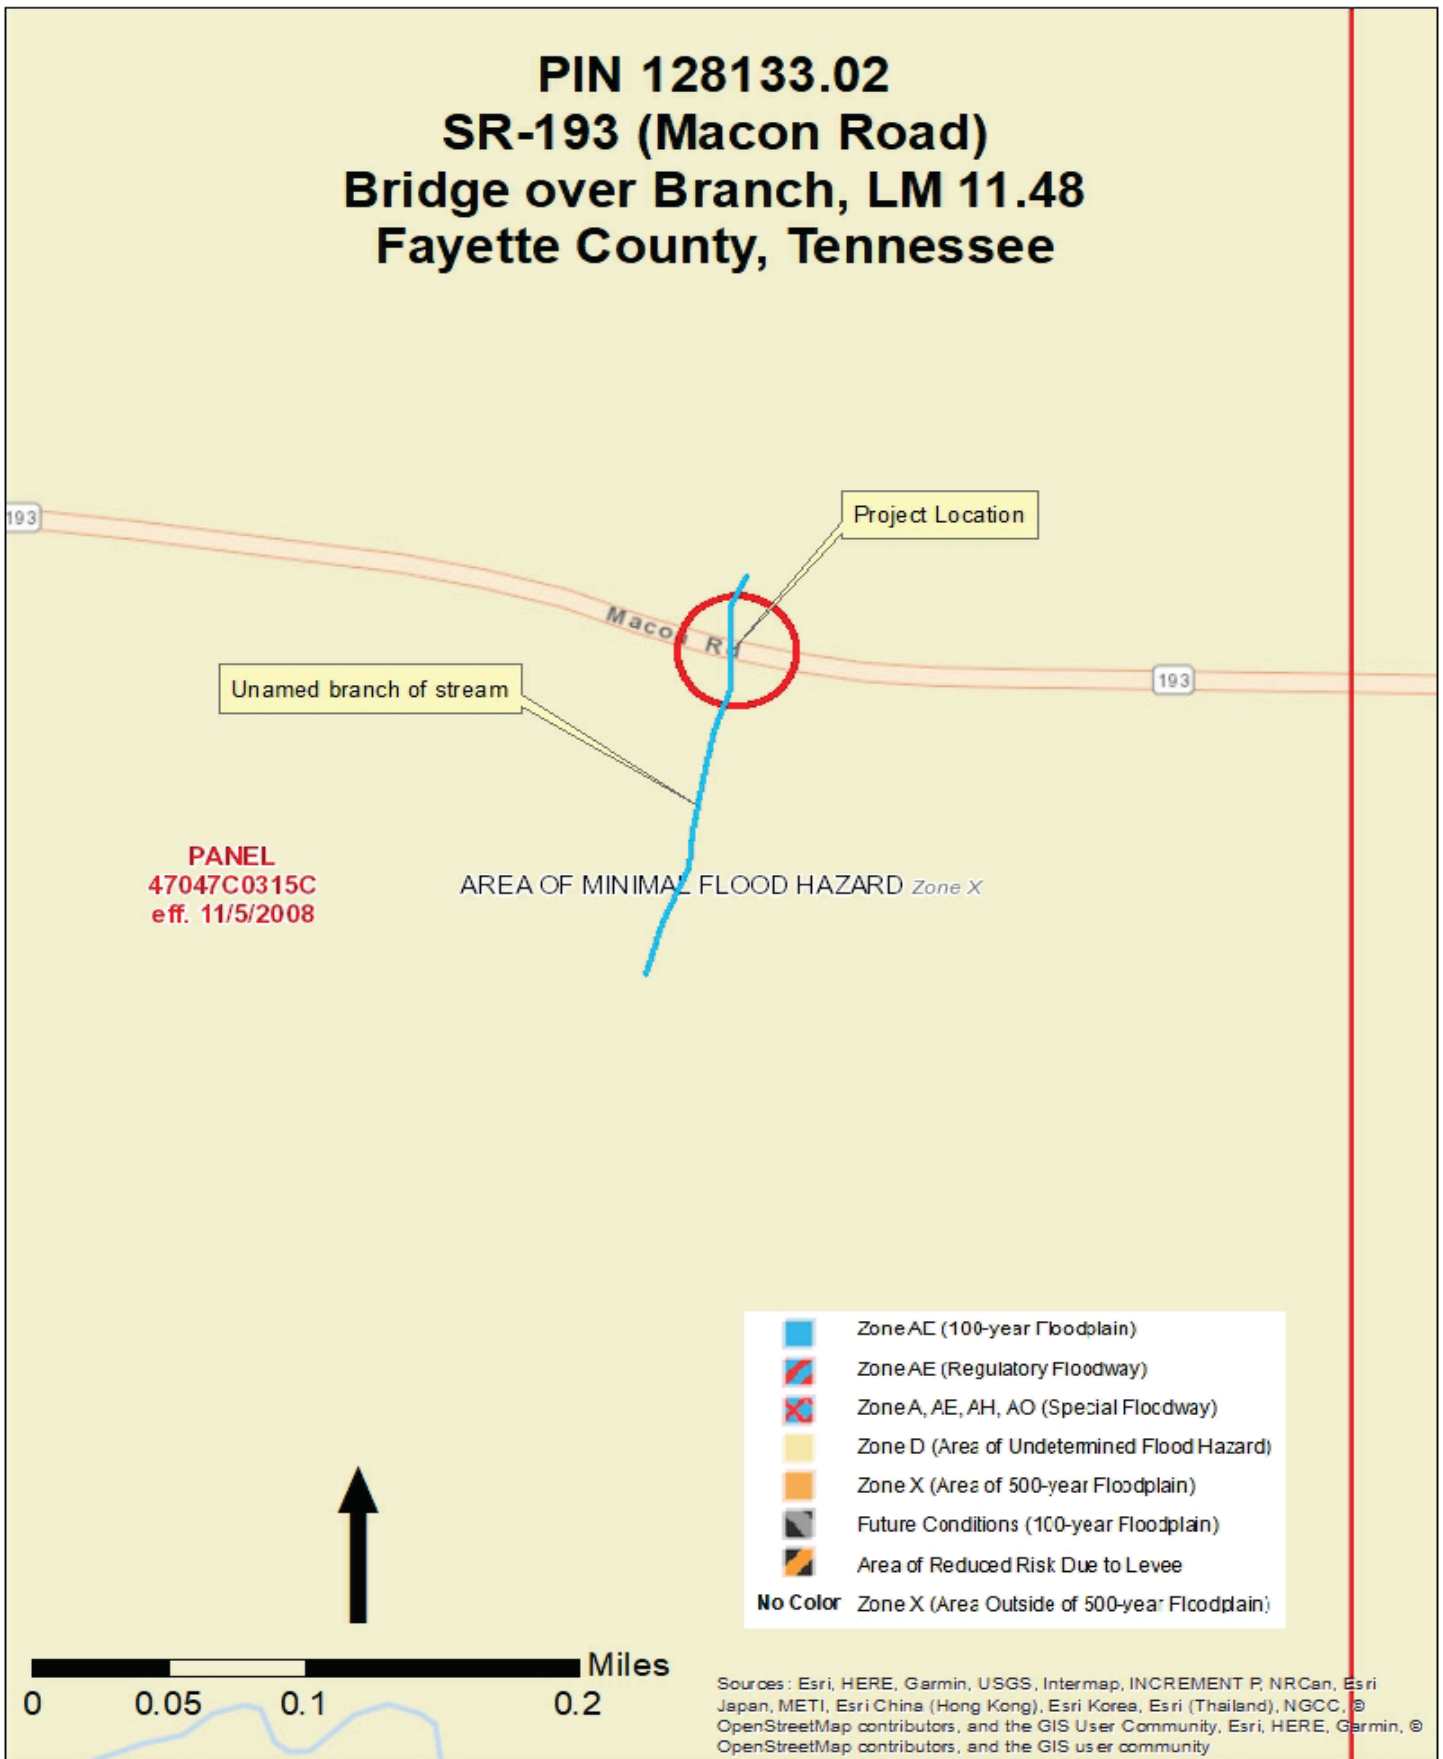 PIN 128133.02
SR-193 (Macon Road)
Bridge over Branch, LM 11.48
Fayette County, Tennessee
193
Project Location
Macon Rd
193
Unamed branch of stream
PANEL
47047C0315C
eff. 11/5/2008
AREA OF MINIMAL FLOOD HAZARD Zone X
Zone AE (100-year Floodplain)
Zone AE (Regulatory Floodway)
Zone A, AE, AH, AO (Special Floodway)
Zone D (Area of Undetermined Flood Hazard)
Zone X (Area of 500-year Floodplain)
Future Conditions (100-year Floodplain)
Area of Reduced Risk Due to Levee
No Color Zone X (Area Outside of 500-year Floodplain)
Miles
0 0.05 0.1 0.2
Sources: Esri, HERE, Garmin, USGS, Intermap, INCREMENT P, NRCan, Esri
Japan, METI, Esri China (Hong Kong), Esri Korea, Esri (Thailand), NGCC, ©
OpenStreetMap contributors, and the GIS User Community, Esri, HERE, Garmin, ©
OpenStreetMap contributors, and the GIS user community